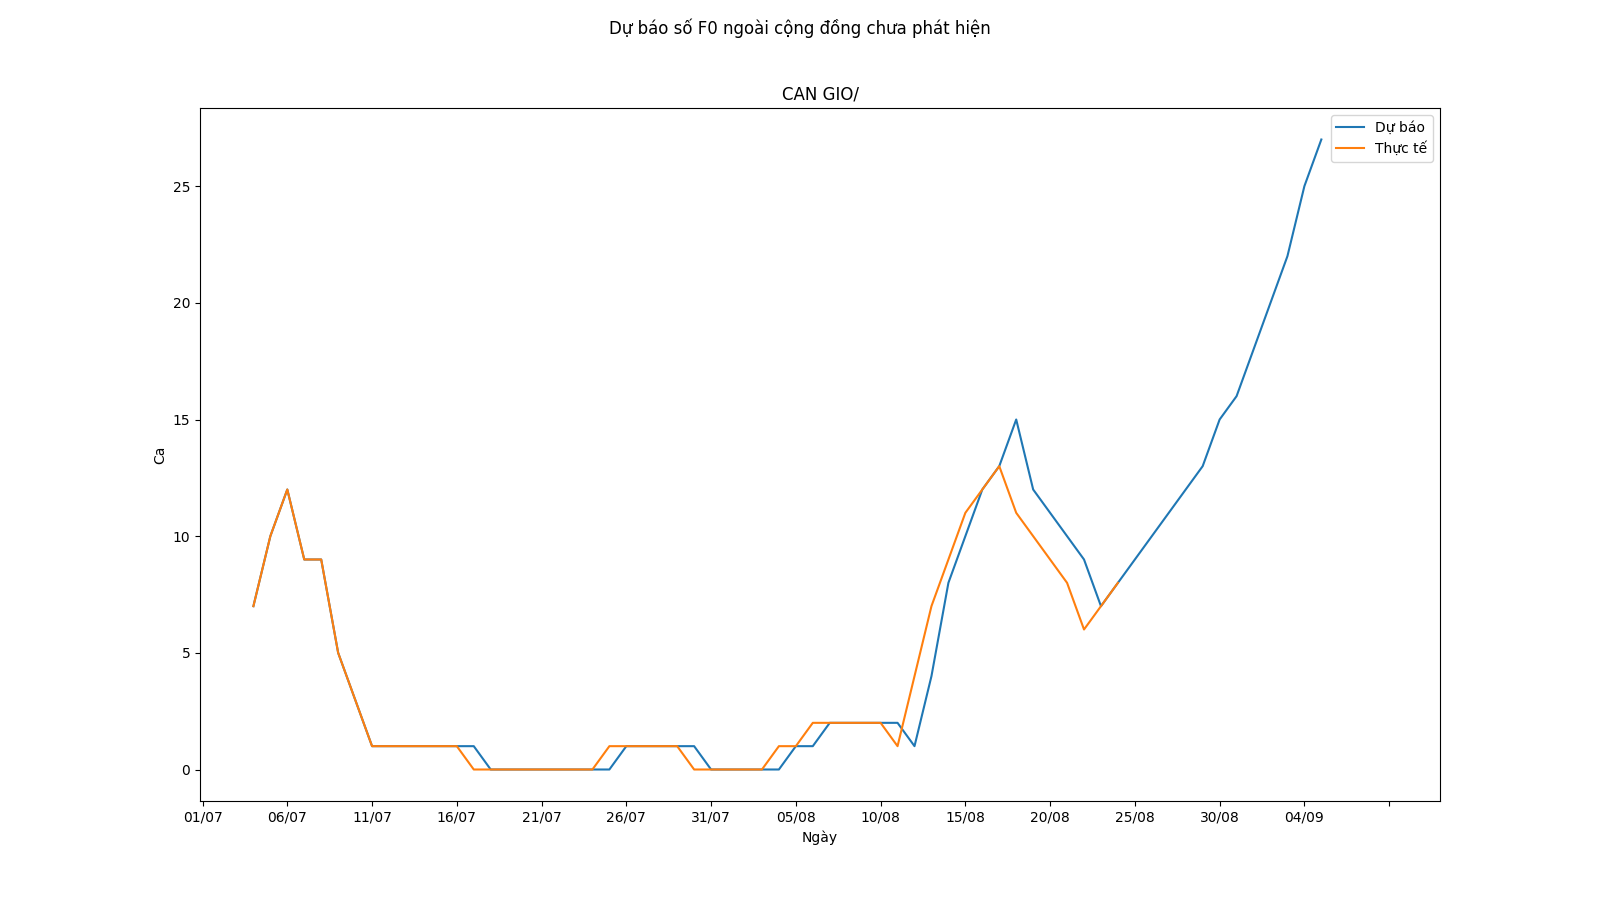 Dự báo số F0 ngoài cộng đồng chưa phát hiện
CAN GIO/
Dự báo
Thực tế
25
20
15
10
5
0
Ca
01/07 06/07 11/07 16/07 21/07 26/07 31/07 05/08 10/08 15/08 20/08 25/08 30/08 04/09
Ngày